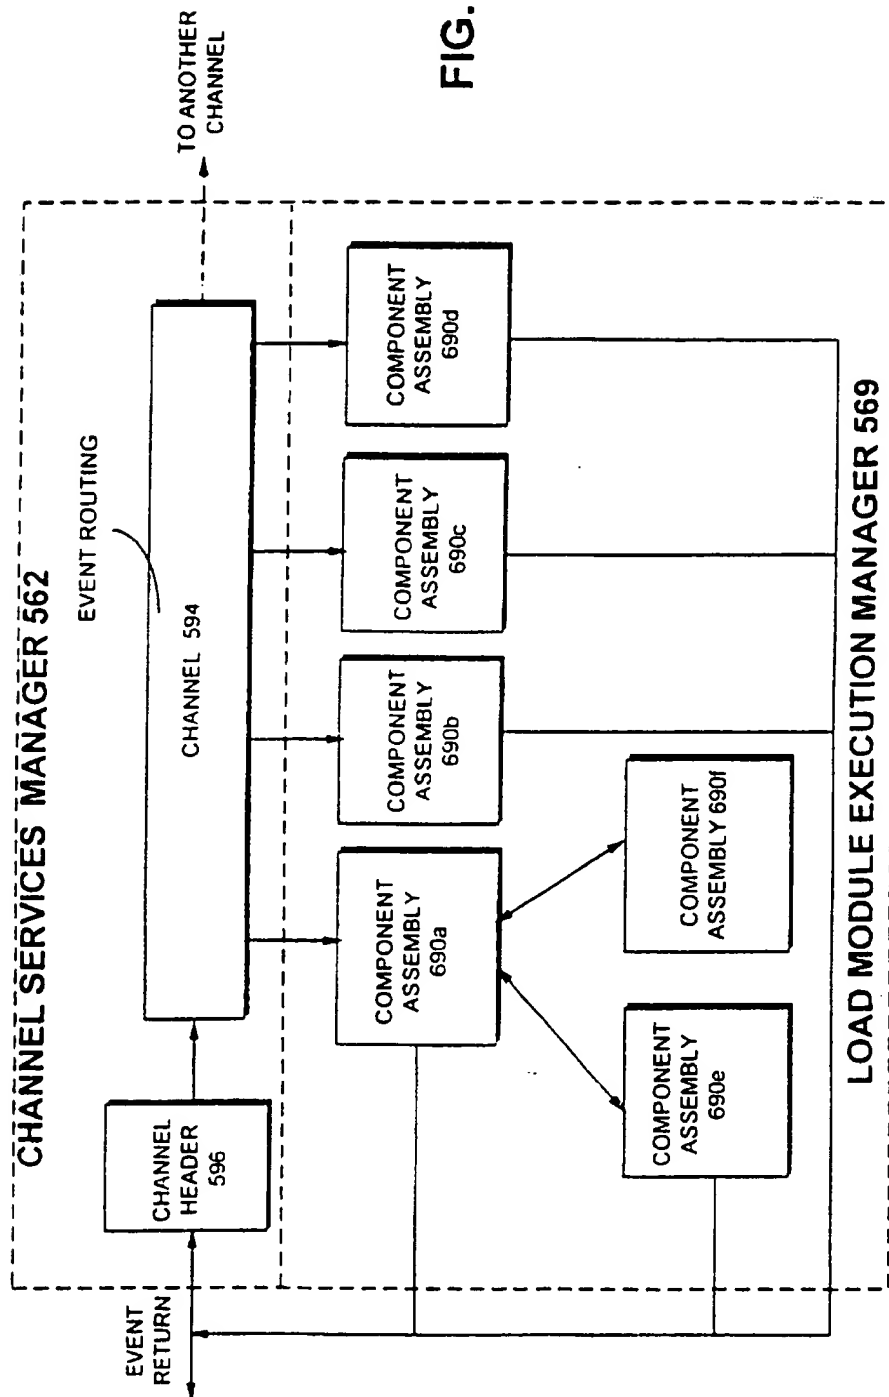 CHANNEL SERVICES MANAGER 562
EVENT ROUTING
CHANNEL
HEADER
596
CHANNEL 594
TO ANOTHER
CHANNEL
EVENT
RETURN
COMPONENT
ASSEMBLY
690a
COMPONENT
ASSEMBLY
690b
COMPONENT
ASSEMBLY
690c
COMPONENT
ASSEMBLY
690d
COMPONENT
ASSEMBLY
690e
COMPONENT
ASSEMBLY 690f
LOAD MODULE EXECUTION MANAGER 569
FIG.